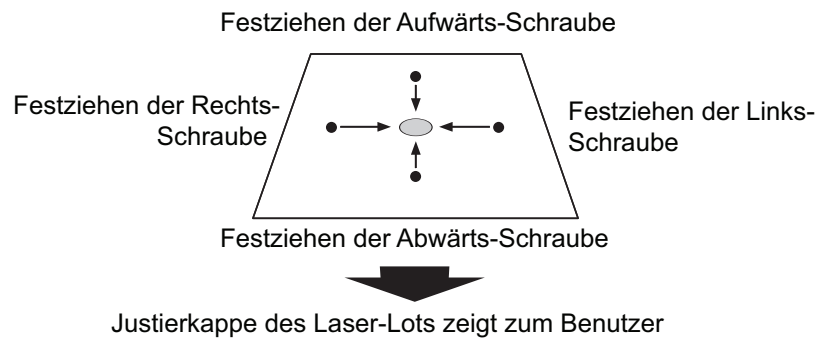 Festziehen der Aufwärts-Schraube
Festziehen der Rechts-
Schraube
Festziehen der Links-
Schraube
Festziehen der Abwärts-Schraube
Justierkappe des Laser-Lots zeigt zum Benutzer